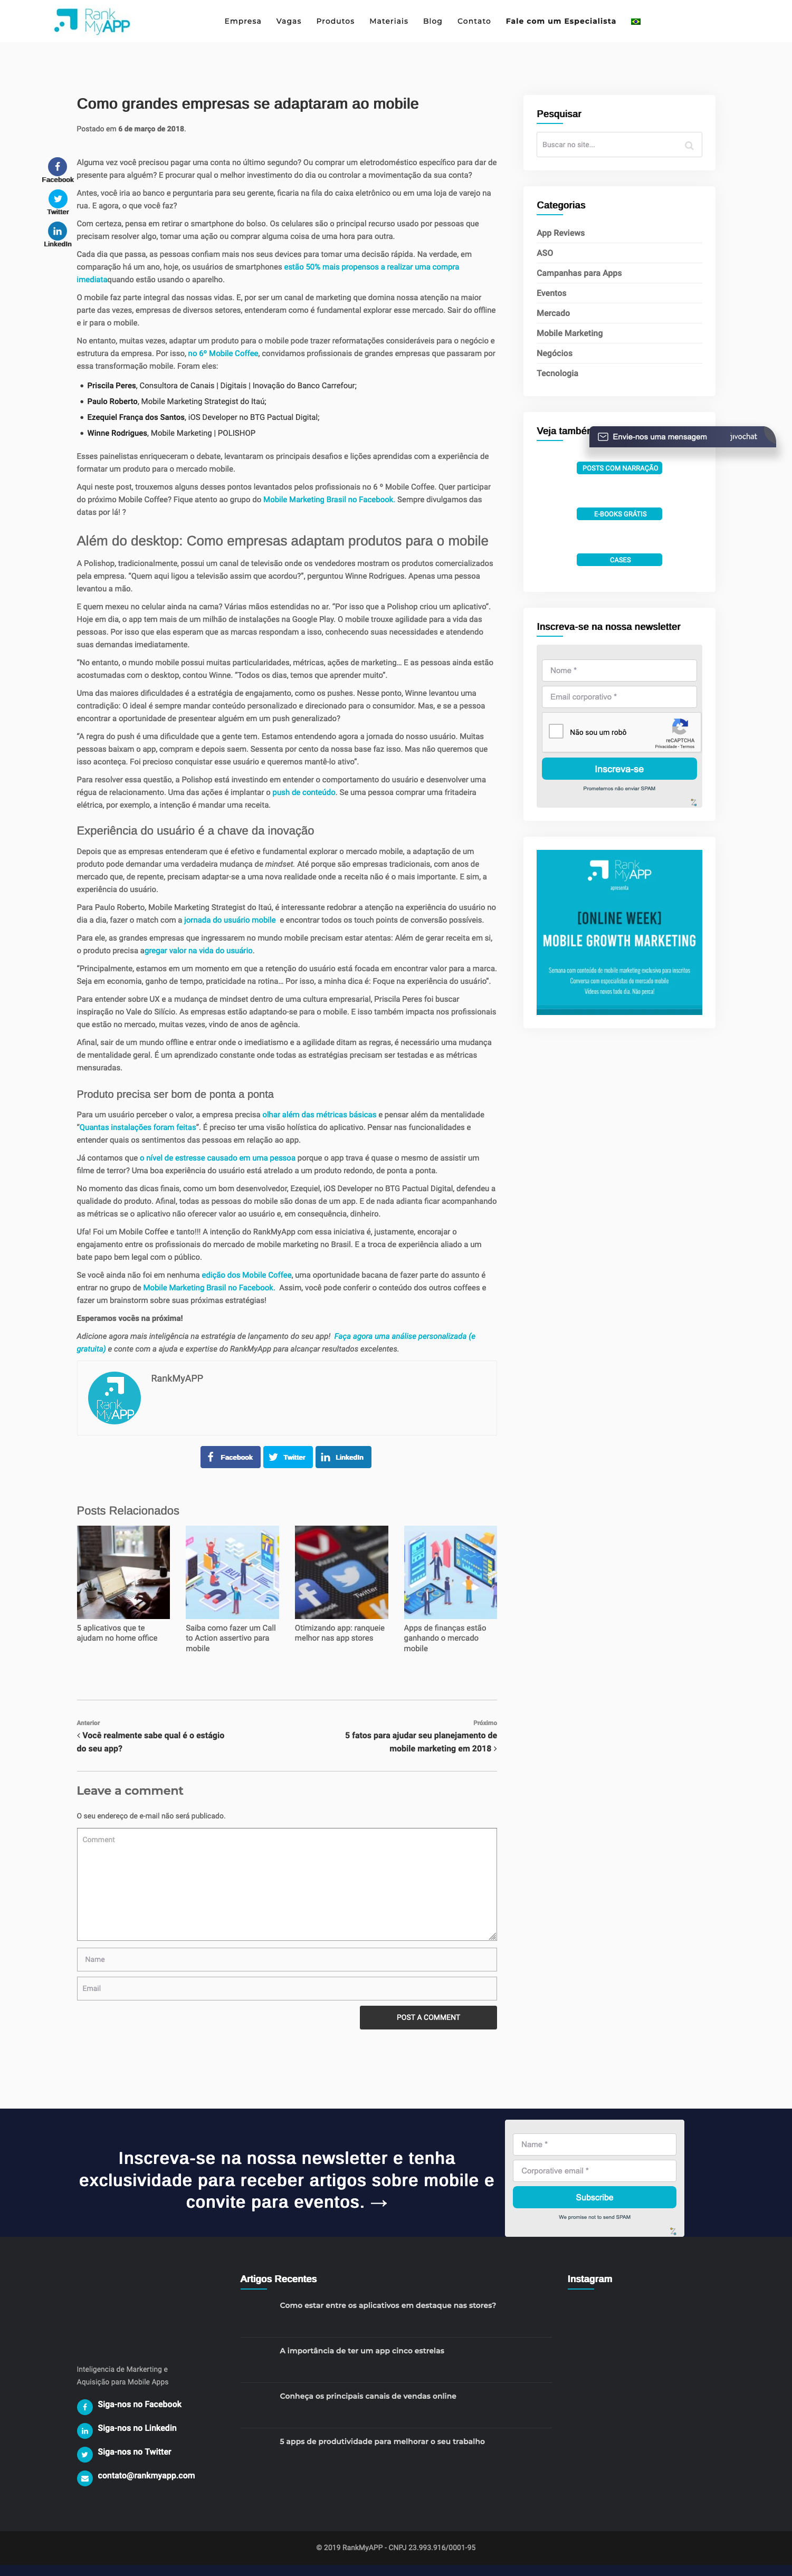 Rank
MyAPP
Empresa Vagas Produtos Materiais Blog Contato Fale com um Especialista
Como grandes empresas se adaptaram ao mobile
Postado em 6 de março de 2018.
Facebook
Twitter
LinkedIn
Alguma vez você precisou pagar uma conta no último segundo? Ou comprar um eletrodoméstico específico para dar de
presente para alguém? E procurar qual o melhor investimento do dia ou controlar a movimentação da sua conta?
Antes, você iria ao banco e perguntaria para seu gerente, ficaria na fila do caixa eletrônico ou em uma loja de varejo na
rua. E agora, o que você faz?
Com certeza, pensa em retirar o smartphone do bolso. Os celulares são o principal recurso usado por pessoas que
precisam resolver algo, tomar uma ação ou comprar alguma coisa de uma hora para outra.
Cada dia que passa, as pessoas confiam mais nos seus devices para tomar uma decisão rápida. Na verdade, em
comparação há um ano, hoje, os usuários de smartphones estão 50% mais propensos a realizar uma compra
imediataquando estão usando o aparelho.
O mobile faz parte integral das nossas vidas. E, por ser um canal de marketing que domina nossa atenção na maior
parte das vezes, empresas de diversos setores, entenderam como é fundamental explorar esse mercado. Sair do offline
e ir para o mobile.
No entanto, muitas vezes, adaptar um produto para o mobile pode trazer reformatações consideráveis para o negócio e
estrutura da empresa. Por isso, no 6º Mobile Coffee, convidamos profissionais de grandes empresas que passaram por
essa transformação mobile. Foram eles:
Priscila Peres, Consultora de Canais | Digitais | Inovação do Banco Carrefour;
Paulo Roberto, Mobile Marketing Strategist do Itaú;
Ezequiel França dos Santos, iOS Developer no BTG Pactual Digital;
Winne Rodrigues, Mobile Marketing | POLISHOP
Esses panelistas enriqueceram o debate, levantaram os principais desafios e lições aprendidas com a experiência de
formatar um produto para o mercado mobile.
Aqui neste post, trouxemos alguns desses pontos levantados pelos profissionais no 6 º Mobile Coffee. Quer participar
do próximo Mobile Coffee? Fique atento ao grupo do Mobile Marketing Brasil no Facebook. Sempre divulgamos das
datas por lá! ?
Além do desktop: Como empresas adaptam produtos para o mobile
A Polishop, tradicionalmente, possui um canal de televisão onde os vendedores mostram os produtos comercializados
pela empresa. “Quem aqui ligou a televisão assim que acordou?”, perguntou Winne Rodrigues. Apenas uma pessoa
levantou a mão.
E quem mexeu no celular ainda na cama? Várias mãos estendidas no ar. “Por isso que a Polishop criou um aplicativo”.
Hoje em dia, o app tem mais de um milhão de instalações na Google Play. O mobile trouxe agilidade para a vida das
pessoas. Por isso que elas esperam que as marcas respondam a isso, conhecendo suas necessidades e atendendo
suas demandas imediatamente.
“No entanto, o mundo mobile possui muitas particularidades, métricas, ações de marketing… E as pessoas ainda estão
acostumadas com o desktop, contou Winne. “Todos os dias, temos que aprender muito”.
Uma das maiores dificuldades é a estratégia de engajamento, como os pushes. Nesse ponto, Winne levantou uma
contradição: O ideal é sempre mandar conteúdo personalizado e direcionado para o consumidor. Mas, e se a pessoa
encontrar a oportunidade de presentear alguém em um push generalizado?
“A regra do push é uma dificuldade que a gente tem. Estamos entendendo agora a jornada do nosso usuário. Muitas
pessoas baixam o app, compram e depois saem. Sessenta por cento da nossa base faz isso. Mas não queremos que
isso aconteça. Foi precioso conquistar esse usuário e queremos mantê-lo ativo”.
Para resolver essa questão, a Polishop está investindo em entender o comportamento do usuário e desenvolver uma
régua de relacionamento. Uma das ações é implantar o push de conteúdo. Se uma pessoa comprar uma fritadeira
elétrica, por exemplo, a intenção é mandar uma receita.
Experiência do usuário é a chave da inovação
Depois que as empresas entenderam que é efetivo e fundamental explorar o mercado mobile, a adaptação de um
produto pode demandar uma verdadeira mudança de mindset. Até porque são empresas tradicionais, com anos de
mercado que, de repente, precisam adaptar-se a uma nova realidade onde a receita não é o mais importante. E sim, a
experiência do usuário.
Para Paulo Roberto, Mobile Marketing Strategist do Itaú, é interessante redobrar a atenção na experiência do usuário no
dia a dia, fazer o match com a jornada do usuário mobile e encontrar todos os touch points de conversão possíveis.
Para ele, as grandes empresas que ingressarem no mundo mobile precisam estar atentas: Além de gerar receita em si,
o produto precisa agregar valor na vida do usuário.
“Principalmente, estamos em um momento em que a retenção do usuário está focada em encontrar valor para a marca.
Seja em economia, ganho de tempo, praticidade na rotina… Por isso, a minha dica é: Foque na experiência do usuário”.
Para entender sobre UX e a mudança de mindset dentro de uma cultura empresarial, Priscila Peres foi buscar
inspiração no Vale do Silício. As empresas estão adaptando-se para o mobile. E isso também impacta nos profissionais
que estão no mercado, muitas vezes, vindo de anos de agência.
Afinal, sair de um mundo offline e entrar onde o imediatismo e a agilidade ditam as regras, é necessário uma mudança
de mentalidade geral. É um aprendizado constante onde todas as estratégias precisam ser testadas e as métricas
mensuradas.
Produto precisa ser bom de ponta a ponta
Para um usuário perceber o valor, a empresa precisa olhar além das métricas básicas e pensar além da mentalidade
“Quantas instalações foram feitas”. É preciso ter uma visão holística do aplicativo. Pensar nas funcionalidades e
entender quais os sentimentos das pessoas em relação ao app.
Já contamos que o nível de estresse causado em uma pessoa porque o app trava é quase o mesmo de assistir um
filme de terror? Uma boa experiência do usuário está atrelado a um produto redondo, de ponta a ponta.
No momento das dicas finais, como um bom desenvolvedor, Ezequiel, iOS Developer no BTG Pactual Digital, defendeu a
qualidade do produto. Afinal, todas as pessoas do mobile são donas de um app. E de nada adianta ficar acompanhando
as métricas se o aplicativo não oferecer valor ao usuário e, em consequência, dinheiro.
Ufa! Foi um Mobile Coffee e tanto!!! A intenção do RankMyApp com essa iniciativa é, justamente, encorajar o
engajamento entre os profissionais do mercado de mobile marketing no Brasil. E a troca de experiência aliado a um
bate papo bem legal com o público.
Se você ainda não foi em nenhuma edição dos Mobile Coffee, uma oportunidade bacana de fazer parte do assunto é
entrar no grupo de Mobile Marketing Brasil no Facebook. Assim, você pode conferir o conteúdo dos outros coffees e
fazer um brainstorm sobre suas próximas estratégias!
Esperamos vocês na próxima!
Adicione agora mais inteligência na estratégia de lançamento do seu app! Faça agora uma análise personalizada (e
gratuita) e conte com a ajuda e expertise do RankMyApp para alcançar resultados excelentes.
Rank
MyAPP
RankMyAPP
Facebook Twitter LinkedIn
Posts Relacionados
5 aplicativos que te
ajudam no home office
Saiba como fazer um Call
to Action assertivo para
mobile
Otimizando app: ranqueie
melhor nas app stores
Apps de finanças estão
ganhando o mercado
mobile
Anterior
‹ Você realmente sabe qual é o estágio
do seu app?
Próximo
5 fatos para ajudar seu planejamento de
mobile marketing em 2018 ›
Leave a comment
O seu endereço de e-mail não será publicado.
Comment
Name
Email
POST A COMMENT
Pesquisar
Buscar no site...
Categorias
App Reviews
ASO
Campanhas para Apps
Eventos
Mercado
Mobile Marketing
Negócios
Tecnologia
Veja também
Envie-nos uma mensagem jivochat
POSTS COM NARRAÇÃO
E-BOOKS GRÁTIS
CASES
Inscreva-se na nossa newsletter
Nome *
Email corporativo *
Não sou um robô
reCAPTCHA
Privacidade - Termos
Inscreva-se
Prometemos não enviar SPAM
Rank
MyAPP
apresenta
[ONLINE WEEK]
MOBILE GROWTH MARKETING
Semana com conteúdo de mobile marketing exclusivo para inscritos
Conversa com especialistas do mercado mobile
Vídeos novos todo dia. Não perca!
Inscreva-se na nossa newsletter e tenha
exclusividade para receber artigos sobre mobile e
convite para eventos. →
Name *
Corporative email *
Subscribe
We promise not to send SPAM
Inteligencia de Markerting e
Aquisição para Mobile Apps
Siga-nos no Facebook
Siga-nos no Linkedin
Siga-nos no Twitter
contato@rankmyapp.com
Artigos Recentes
Como estar entre os aplicativos em destaque nas stores?
A importância de ter um app cinco estrelas
Conheça os principais canais de vendas online
5 apps de produtividade para melhorar o seu trabalho
Instagram
© 2019 RankMyAPP - CNPJ 23.993.916/0001-95